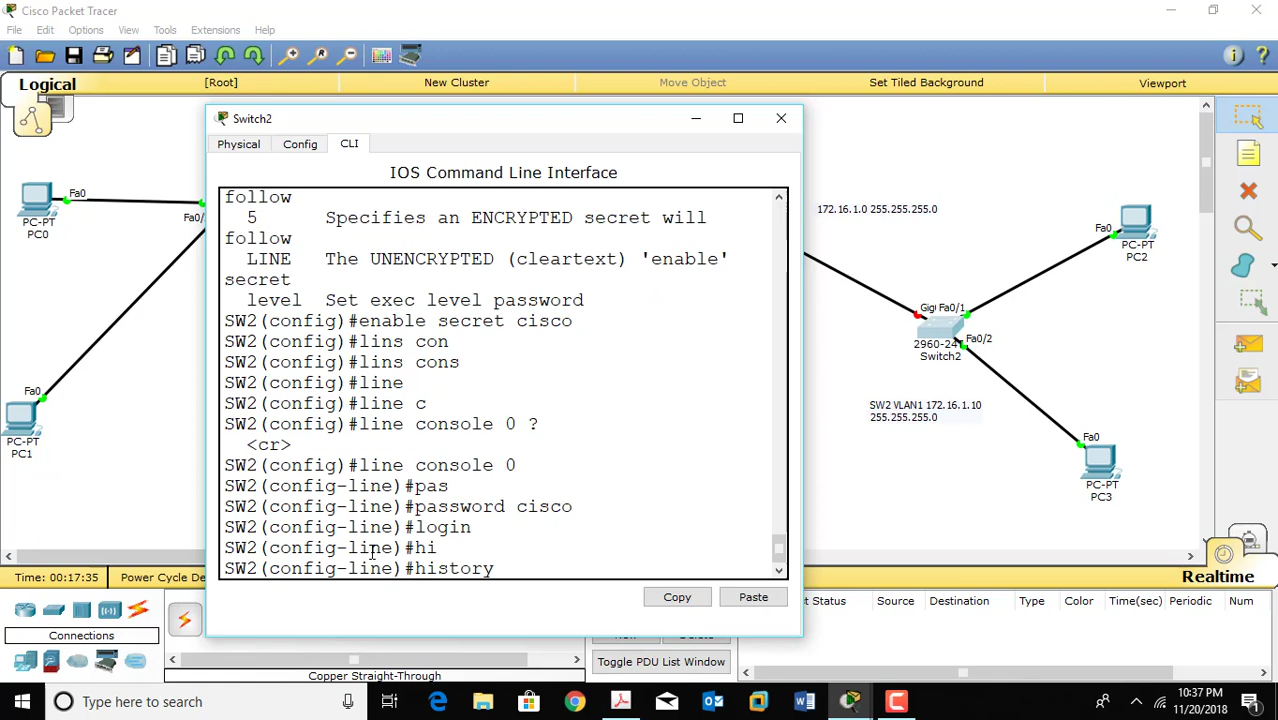 Cisco Packet Tracer
File Edit Options View Tools Extensions Help
Logical [Root] New Cluster Move Object Set Tiled Background Viewport
Switch2
Physical Config CLI
IOS Command Line Interface
follow
5 Specifies an ENCRYPTED secret will
follow
LINE The UNENCRYPTED (cleartext) 'enable'
secret
level Set exec level password
SW2(config)#enable secret cisco
SW2(config)#lins con
SW2(config)#lins cons
SW2(config)#line
SW2(config)#line c
SW2(config)#line console 0 ?
<cr>
SW2(config)#line console 0
SW2(config-line)#pas
SW2(config-line)#password cisco
SW2(config-line)#login
SW2(config-line)#hi
SW2(config-line)#history
Copy Paste
Fa0
PC-PT
PC0
Fa0/
Fa0
PC-PT
PC1
172.16.1.0 255.255.255.0
Fa0
PC-PT
PC2
Gig Fa0/1
Fa0/2
2960-24
Switch2
SW2 VLAN1 172.16.1.10
255.255.255.0
Fa0
PC-PT
PC3
Time: 00:17:35 Power Cycle De
Realtime
Connections
Copper Straight-Through
Toggle PDU List Window
Status Source Destination Type Color Time(sec) Periodic Num
Type here to search
10:37 PM
11/20/2018